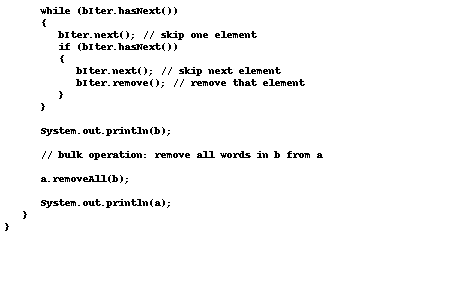 while (bIter.hasNext())
{
bIter.next(); // skip one element
if (bIter.hasNext())
{
bIter.next(); // skip next element
bIter.remove(); // remove that element
}
}
System.out.println(b);
// bulk operation: remove all words in b from a
a.removeAll(b);
System.out.println(a);
}
}